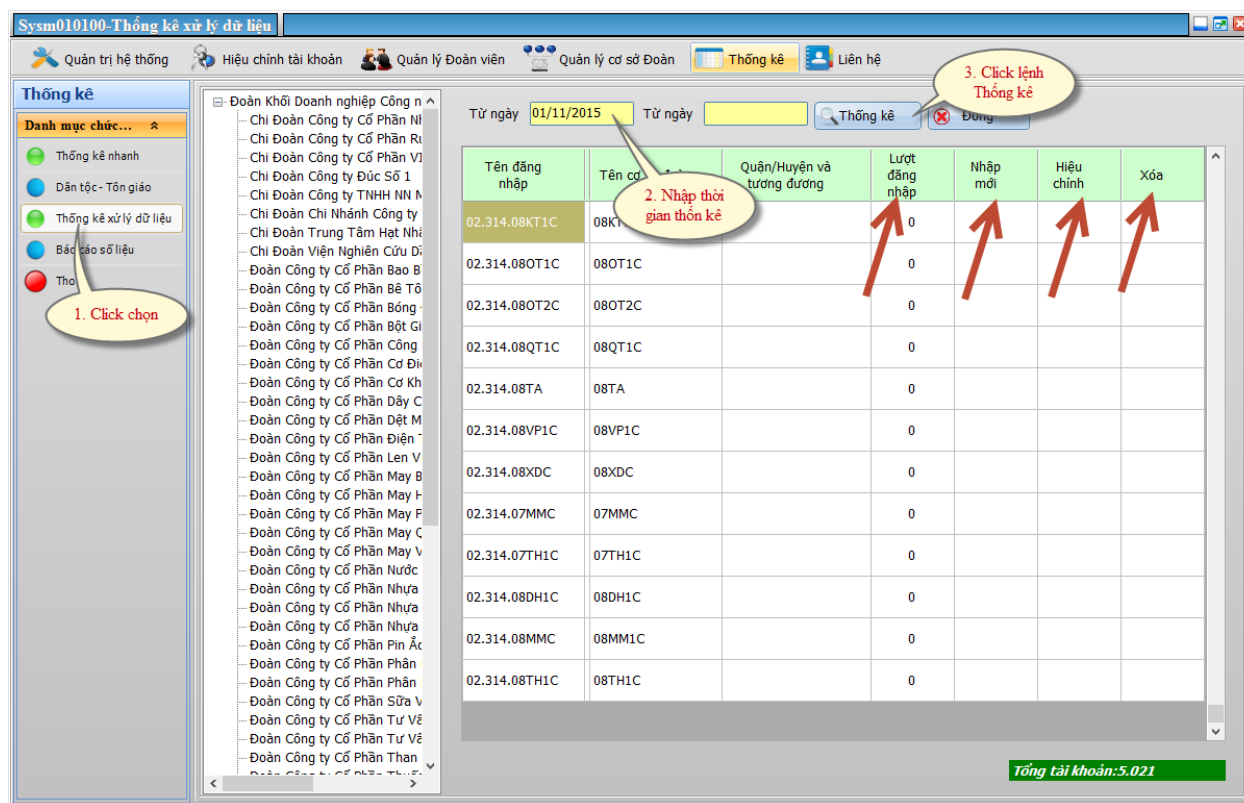 Sysm010100-Thống kê xử lý dữ liệu
Quản trị hệ thống
Hiệu chỉnh tài khoản
Quản lý Đoàn viên
Quản lý cơ sở Đoàn
Thống kê
Liên hệ
Thống kê
Danh mục chức...
Thống kê nhanh
Dân tộc- Tôn giáo
Thống kê xử lý dữ liệu
Báo cáo số liệu
Tho
1. Click chọn
Đoàn Khối Doanh nghiệp Công n
Chi Đoàn Công ty Cổ Phần Nh
Chi Đoàn Công ty Cổ Phần Rư
Chi Đoàn Công ty Cổ Phần VI
Chi Đoàn Công ty Đúc Số 1
Chi Đoàn Công ty TNHH NN M
Chi Đoàn Chi Nhánh Công ty
Chi Đoàn Trung Tâm Hạt Nhâ
Chi Đoàn Viện Nghiên Cứu Dầ
Đoàn Công ty Cổ Phần Bao B
Đoàn Công ty Cổ Phần Bê Tô
Đoàn Công ty Cổ Phần Bóng
Đoàn Công ty Cổ Phần Bột Gi
Đoàn Công ty Cổ Phần Công
Đoàn Công ty Cổ Phần Cơ Điệ
Đoàn Công ty Cổ Phần Cơ Kh
Đoàn Công ty Cổ Phần Dây C
Đoàn Công ty Cổ Phần Dệt M
Đoàn Công ty Cổ Phần Điện
Đoàn Công ty Cổ Phần Len V
Đoàn Công ty Cổ Phần May B
Đoàn Công ty Cổ Phần May H
Đoàn Công ty Cổ Phần May P
Đoàn Công ty Cổ Phần May Q
Đoàn Công ty Cổ Phần May V
Đoàn Công ty Cổ Phần Nước
Đoàn Công ty Cổ Phần Nhựa
Đoàn Công ty Cổ Phần Nhựa
Đoàn Công ty Cổ Phần Nhựa
Đoàn Công ty Cổ Phần Pin Ắc
Đoàn Công ty Cổ Phần Phân
Đoàn Công ty Cổ Phần Phân
Đoàn Công ty Cổ Phần Sữa V
Đoàn Công ty Cổ Phần Tư Vấ
Đoàn Công ty Cổ Phần Tư Vấ
Đoàn Công ty Cổ Phần Than
Từ ngày 01/11/2015 Từ ngày Thống kê Đóng
3. Click lệnh
Thống kê
2. Nhập thời
gian thốn kê
Tên đăng
nhập
Tên cơ
Quận/Huyện và
tương đương
Lượt
đăng
nhập
Nhập
mới
Hiệu
chỉnh
Xóa
02.314.08KT1C 08KT 0
02.314.08OT1C 08OT1C 0
02.314.08OT2C 08OT2C 0
02.314.08QT1C 08QT1C 0
02.314.08TA 08TA 0
02.314.08VP1C 08VP1C 0
02.314.08XDC 08XDC 0
02.314.07MMC 07MMC 0
02.314.07TH1C 07TH1C 0
02.314.08DH1C 08DH1C 0
02.314.08MMC 08MM1C 0
02.314.08TH1C 08TH1C 0
Tổng tài khoản:5.021